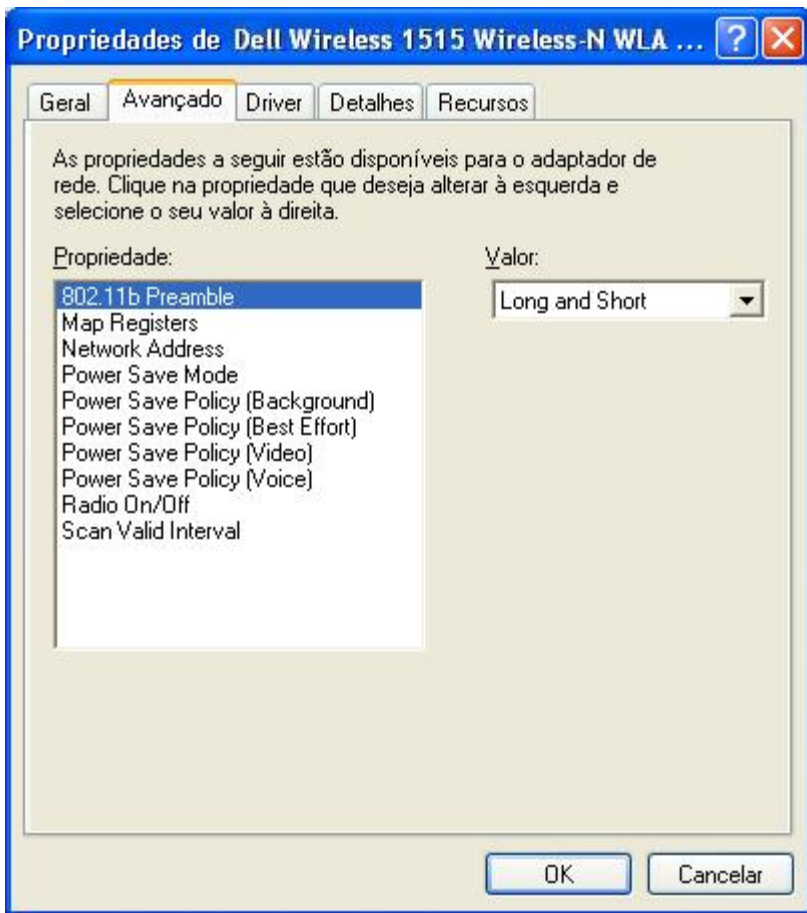 Propriedades de Dell Wireless 1515 Wireless-N WLA ...
Geral Avançado Driver Detalhes Recursos
As propriedades a seguir estão disponíveis para o adaptador de
rede. Clique na propriedade que deseja alterar à esquerda e
selecione o seu valor à direita.
Propriedade: Valor:
802.11b Preamble Long and Short
Map Registers
Network Address
Power Save Mode
Power Save Policy (Background)
Power Save Policy (Best Effort)
Power Save Policy (Video)
Power Save Policy (Voice)
Radio On/Off
Scan Valid Interval
OK Cancelar